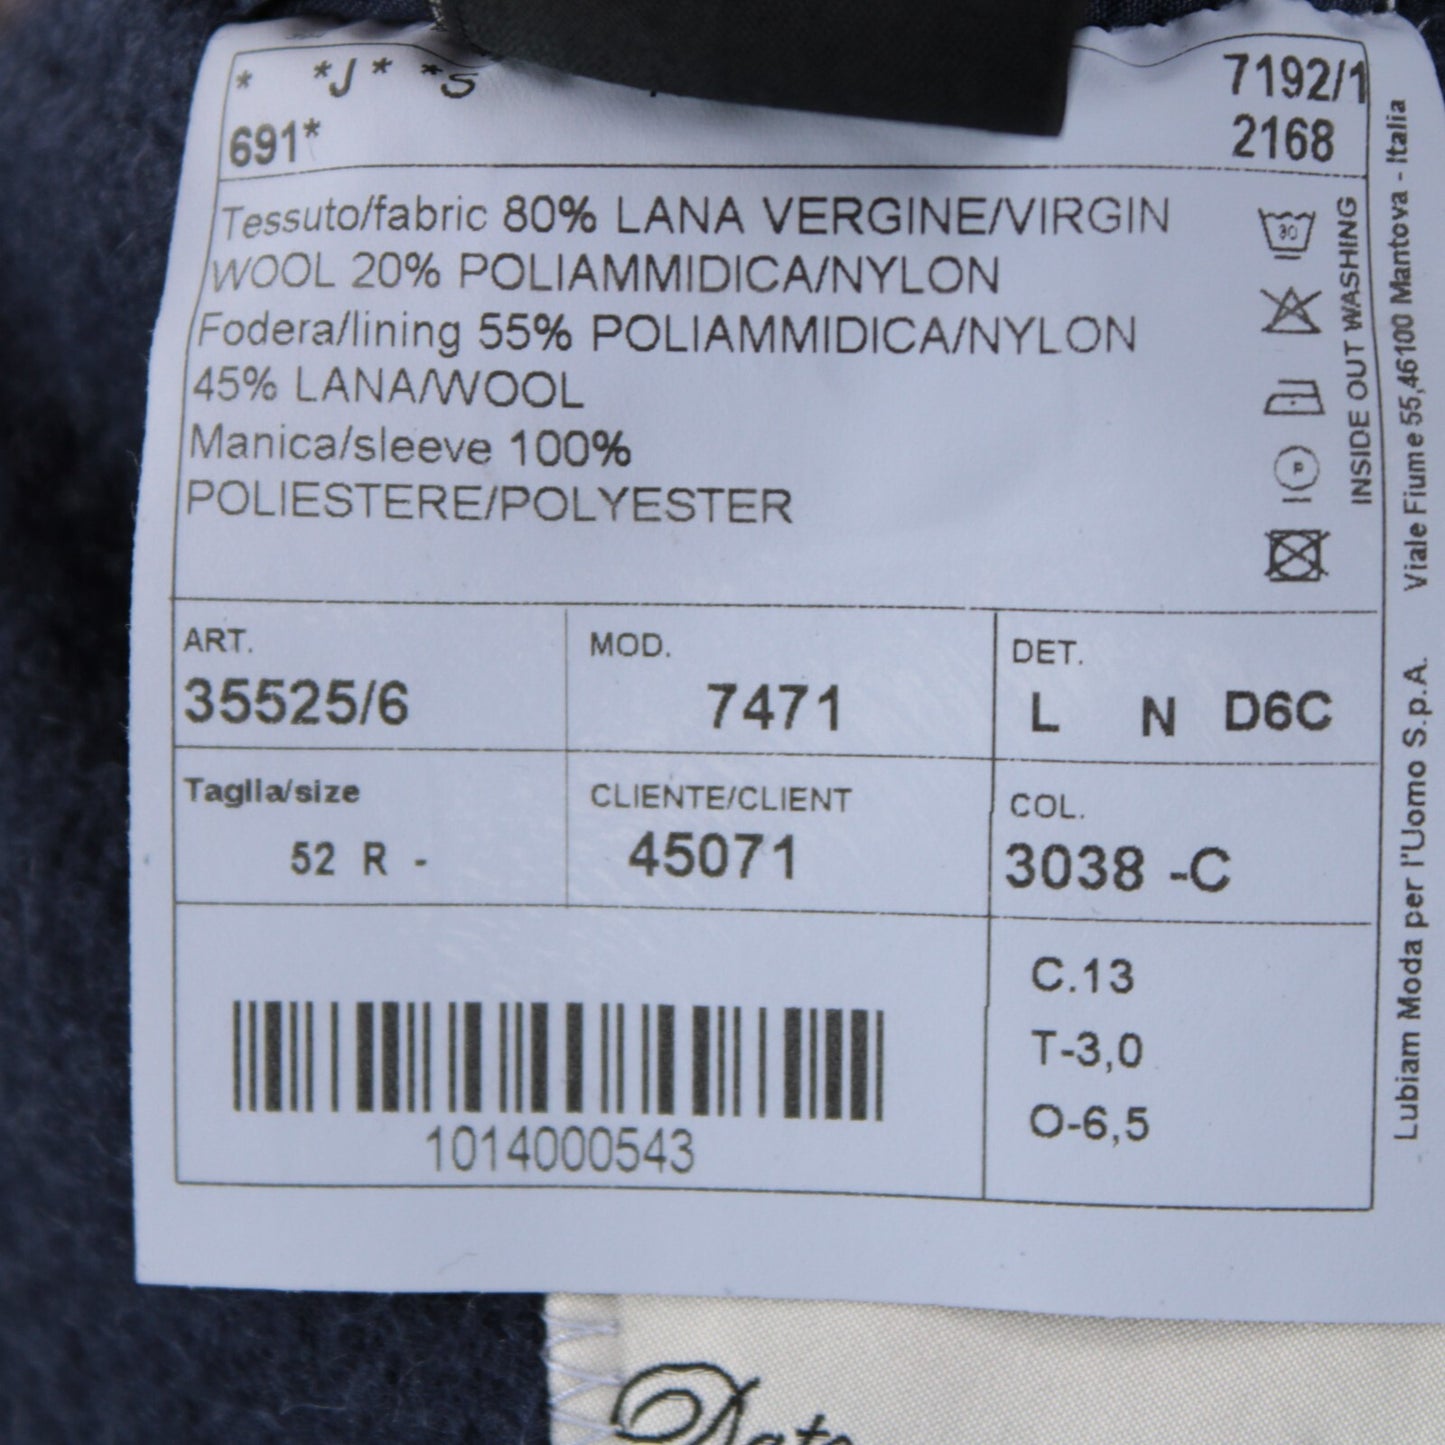 * *J* *S 7192/1
691* 2168
Tessuto/fabric 80% LANA VERGINE/VIRGIN
WOOL 20% POLIAMMIDICA/NYLON
Fodera/lining 55% POLIAMMIDICA/NYLON
45% LANA/WOOL
Manica/sleeve 100%
POLIESTERE/POLYESTER
30
P
INSIDE OUT WASHING
ART.
35525/6
MOD.
7471
DET.
L N D6C
Taglia/size
52 R -
CLIENTE/CLIENT
45071
COL.
3038 -C
1014000543
C.13
T-3,0
O-6,5
Lubiam Moda per l'Uomo S.p.A. Viale Fiume 55,46100 Mantova - Italia
Date